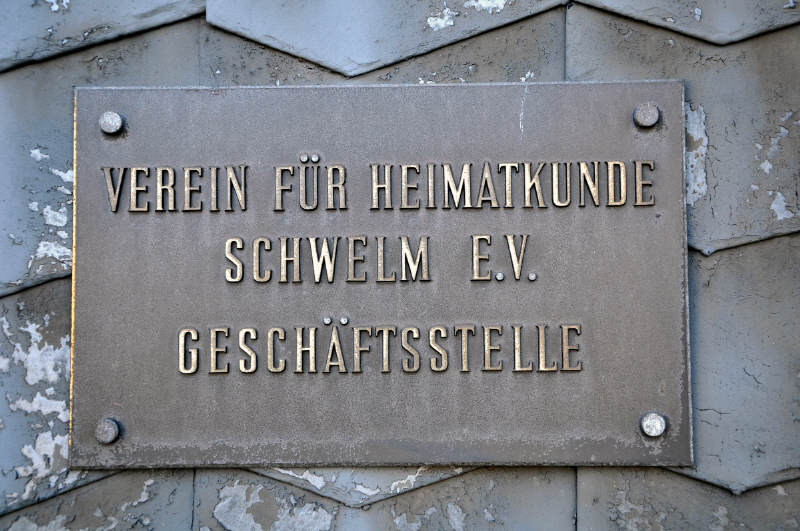 VEREIN FÜR HEIMATKUNDE
SCHWELM E.V.
GESCHÄFTSSTELLE